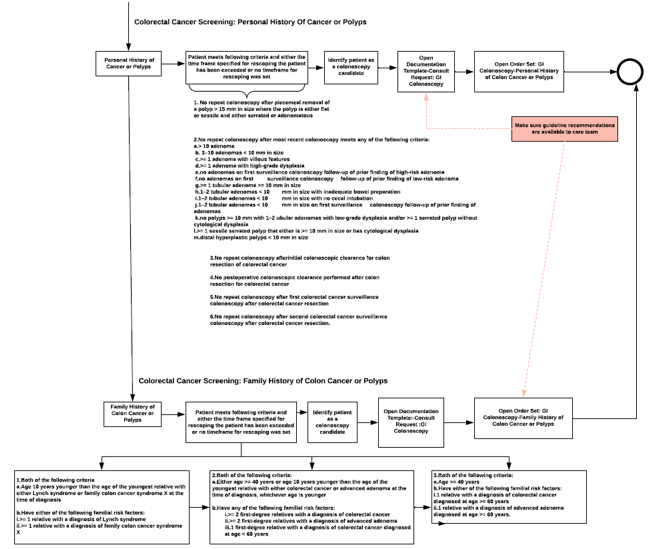 Colorectal Cancer Screening: Personal History Of Cancer or Polyps
Personal History of
Cancer or Polyps
Patient meets following criteria and either the
time frame specified for rescoping the patient
has been exceeded or no timeframe for
rescoping was set
Identify patient as
a colonoscopy
candidate
Open
Documentation
Template-Consult
Request: GI
Colonoscopy
Open Order Set: GI
Colonoscopy-Personal History
of Colon Cancer or Polyps
Make sure guideline recommendations
are available to care team
1. No repeat colonoscopy after piecemeal removal of
a polyp > 15 mm in size where the polyp is either flat
or sessile and either serrated or adenomatous
2.No repeat colonoscopy after most recent colonoscopy meets any of the following criteria:
a.> 10 adenoma
b. 3-10 adenomas < 10 mm in size
c.>= 1 adenoma with villous features
d.>= 1 adenoma with high-grade dysplasia
e.no adenomas on first surveillance colonoscopy follow-up of prior finding of high-risk adenoma
f.no adenomas on first surveillance colonoscopy follow-up of prior finding of low-risk adenoma
g.>= 1 tubular adenoma >= 10 mm in size
h.1-2 tubular adenomas < 10 mm in size with inadequate bowel preparation
i.1-2 tubular adenomas < 10 mm in size with no cecal intubation
j.1-2 tubular adenomas < 10 mm in size on first surveillance colonoscopy follow-up of prior finding of
adenomas
k.no polyps >= 10 mm with 1-2 ubular adenomas with low-grade dysplasia and/or >= 1 serrated polyp without
cytological dysplasia
l.>= 1 sessile serrated polyp that either is >= 10 mm in size or has cytological dysplasia
m.distal hyperplastic polyps < 10 mm in size
3.No repeat colonoscopy afterinitial colonoscopic clearance for colon
resection of colorectal cancer
4.No postoperative colonoscopic clearance performed after colon
resection for colorectal cancer
5.No repeat colonoscopy after first colorectal cancer surveillance
colonoscopy after colorectal cancer resection
6.No repeat colonoscopy after second colorectal cancer surveillance
colonoscopy after colorectal cancer resection.
Colorectal Cancer Screening: Family History of Colon Cancer or Polyps
Family History of
Colon Cancer or
Polyps
Patient meets following criteria and
either the time frame specified for
rescoping the patient has been exceeded
or no timeframe for rescoping was set
Identify patient
as a
colonoscopy
candidate
Open Documentation
Template:-Consult
Request :GI
Colonoscopy
Open Order Set: GI
Colonoscopy-Family History of
Colon Cancer or Polyps
1.Both of the following criteria
a.Age 10 years younger than the age of the youngest relative with
either Lynch syndrome or family colon cancer syndrome X at the
time of diagnosis
b.Have either of the following familial risk factors:
i.>= 1 relative with a diagnosis of Lynch syndrome
ii.>= 1 relative with a diagnosis of family colon cancer syndrome
X
2.Both of the following criteria:
a.Either age >= 40 years or age 10 years younger than the age of the
youngest relative with either colorectal cancer or advanced adenoma at the
time of diagnosis, whichever age is younger
b.Have any of the following familial risk factors:
i.>= 2 first-degree relatives with a diagnosis of colorectal cancer
ii.>= 2 first-degree relatives with a diagnosis of advanced adenoma
iii.1 first-degree relative with a diagnosis of colorectal cancer diagnosed
at age < 60 years
3.Both of the following criteria:
a.Age >= 40 years
b.Have either of the following familial risk factors:
i.1 relative with a diagnosis of colorectal cancer
diagnosed at age >= 60 years
ii.1 relative with a diagnosis of advanced adenoma
diagnosed at age >= 60 years.